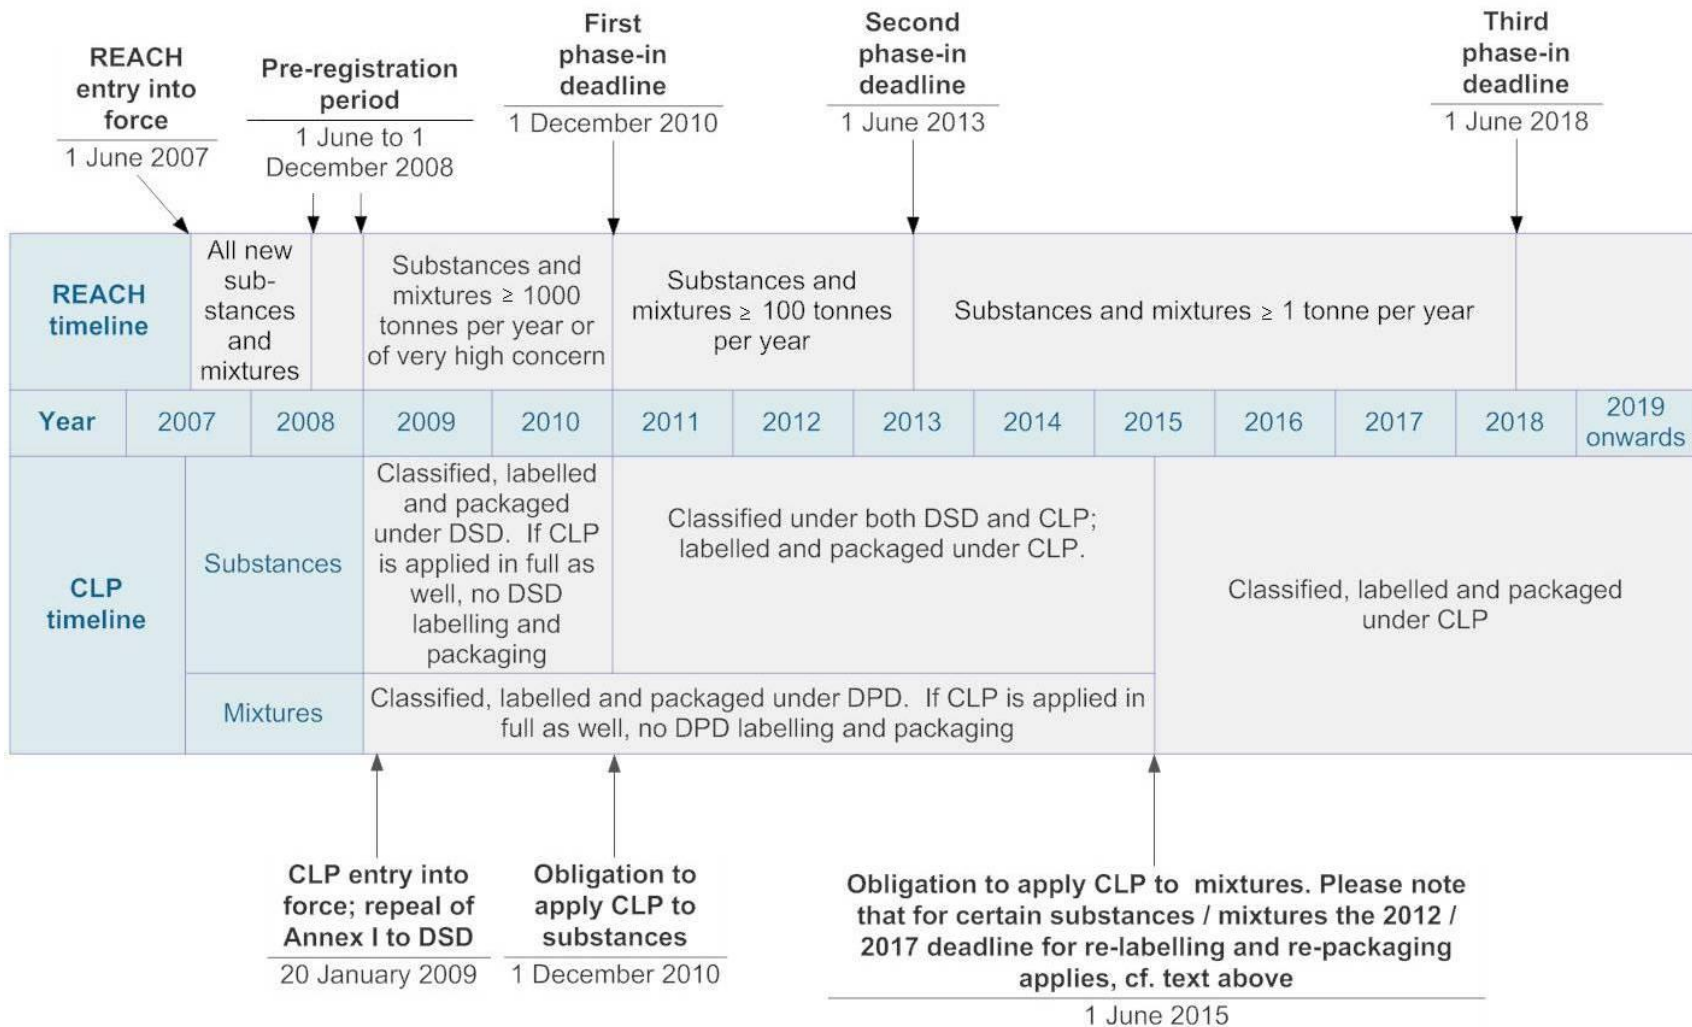 REACH
entry into
force
1 June 2007
Pre-registration
period
1 June to 1
December 2008
First
phase-in
deadline
1 December 2010
Second
phase-in
deadline
1 June 2013
Third
phase-in
deadline
1 June 2018
REACH
timeline
All new
sub-
stances
and
mixtures
Substances and
mixtures ≥ 1000
tonnes per year or
of very high concern
Substances and
mixtures ≥ 100 tonnes
per year
Substances and mixtures ≥ 1 tonne per year
Year
2007
2008
2009
2010
2011
2012
2013
2014
2015
2016
2017
2018
2019
onwards
CLP
timeline
Substances
Classified, labelled
and packaged
under DSD. If CLP
is applied in full as
well, no DSD
labelling and
packaging
Classified under both DSD and CLP;
labelled and packaged under CLP.
Classified, labelled and packaged
under CLP
Mixtures
Classified, labelled and packaged under DPD. If CLP is applied in
full as well, no DPD labelling and packaging
CLP entry into
force; repeal of
Annex I to DSD
20 January 2009
Obligation to
apply CLP to
substances
1 December 2010
Obligation to apply CLP to mixtures. Please note
that for certain substances / mixtures the 2012 /
2017 deadline for re-labelling and re-packaging
applies, cf. text above
1 June 2015